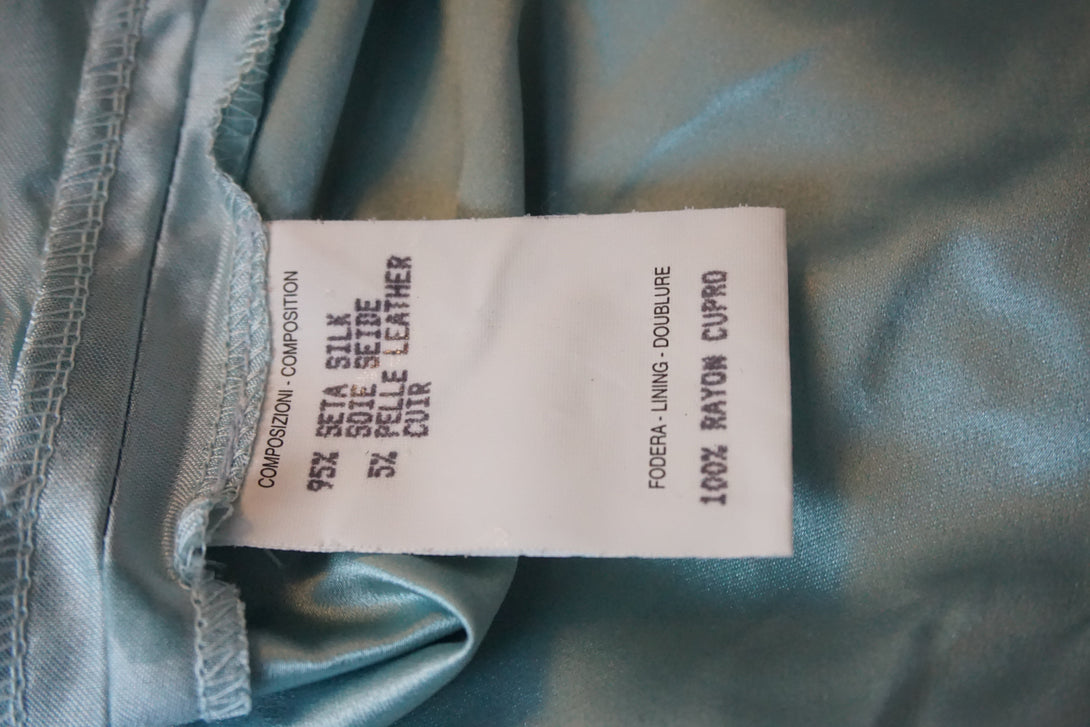 COMPOSIZIONI - COMPOSITION
95% SETA SILK
SOIE SEIDE
5% PELLE LEATHER
CUIR
FODERA - LINING - DOUBLURE
100% RAYON CUPRO